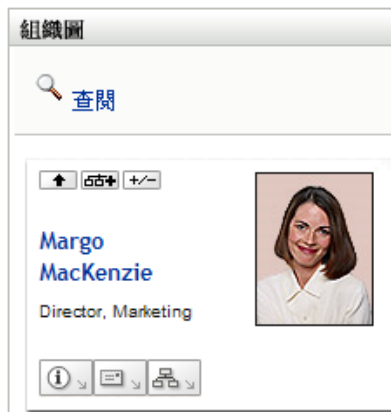 組織圖
查閱
+/-
Margo
MacKenzie
Director, Marketing